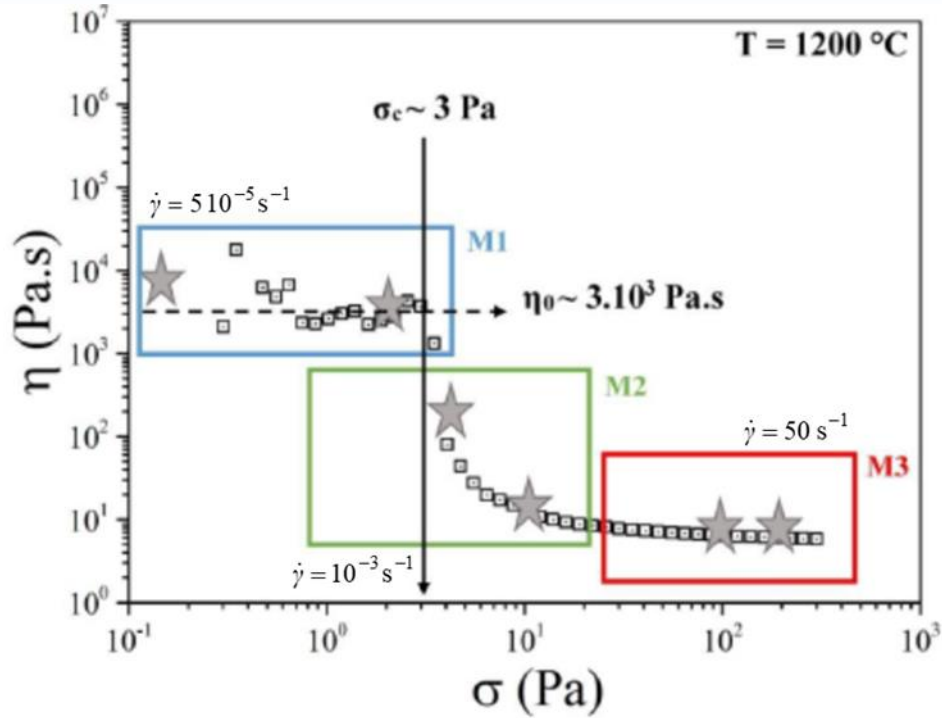 10⁷
T = 1200 °C
10⁶
σc ~ 3 Pa
10⁵
γ̇ = 5 10⁻⁵ s⁻¹
M1
10⁴
η₀ ~ 3.10³ Pa.s
10³
η (Pa.s)
M2
10²
γ̇ = 50 s⁻¹
M3
10¹
γ̇ = 10⁻³ s⁻¹
10⁰
10⁻¹ 10⁰ 10¹ 10² 10³
σ (Pa)